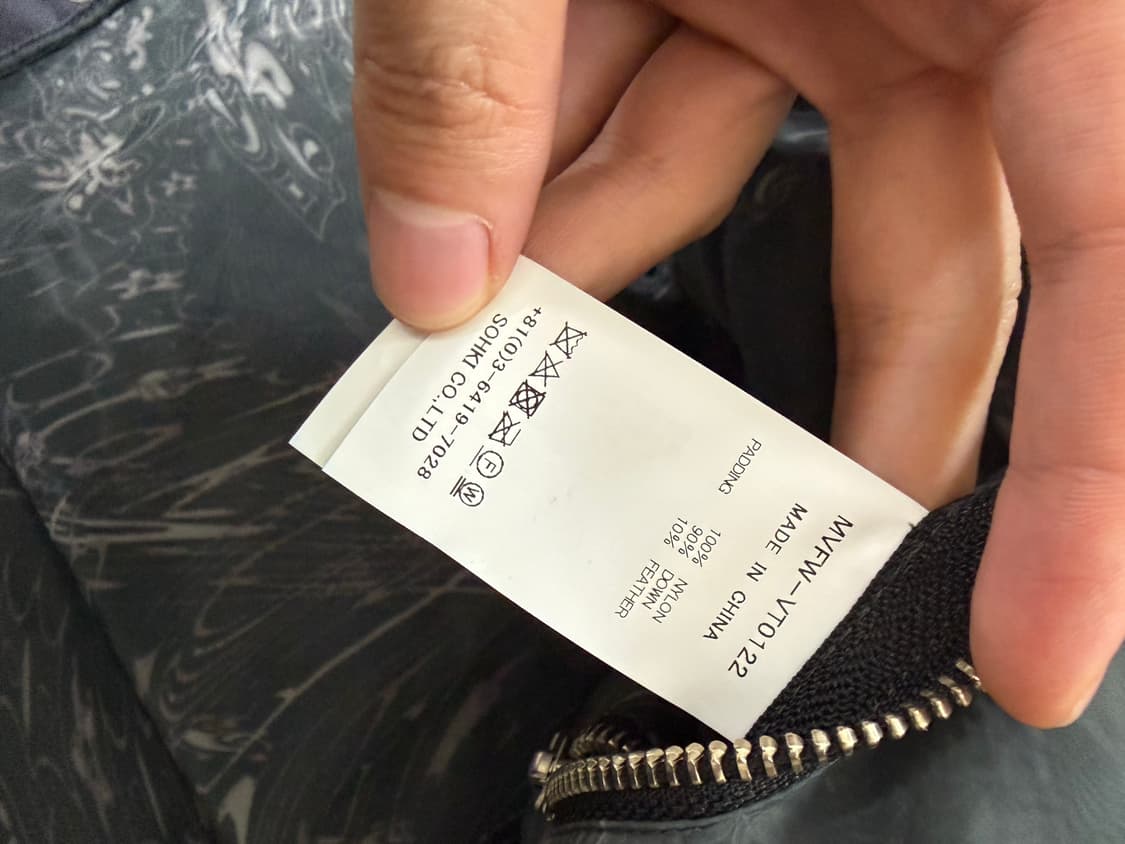 MVFW-VT0122
MADE IN CHINA
100% NYLON
PADDING 90% DOWN
10% FEATHER
F W
+81(0)3-6419-7028
SOHKI CO.,LTD